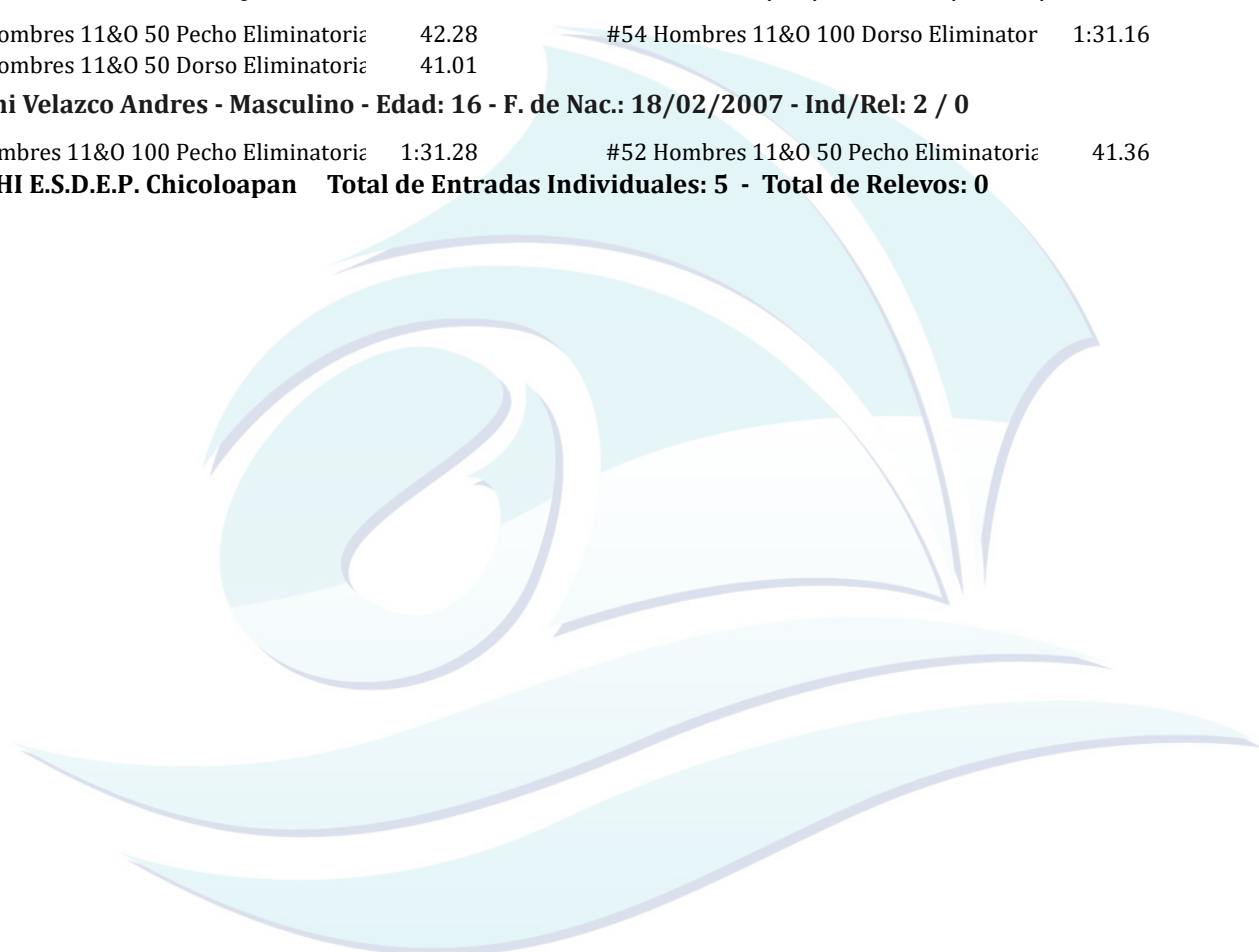 ombres 11&O 50 Pecho Eliminatoria 42.28 #54 Hombres 11&O 100 Dorso Eliminator 1:31.16
ombres 11&O 50 Dorso Eliminatoria 41.01
ni Velazco Andres - Masculino - Edad: 16 - F. de Nac.: 18/02/2007 - Ind/Rel: 2 / 0
mbres 11&O 100 Pecho Eliminatoria 1:31.28 #52 Hombres 11&O 50 Pecho Eliminatoria 41.36
HI E.S.D.E.P. Chicoloapan Total de Entradas Individuales: 5 - Total de Relevos: 0